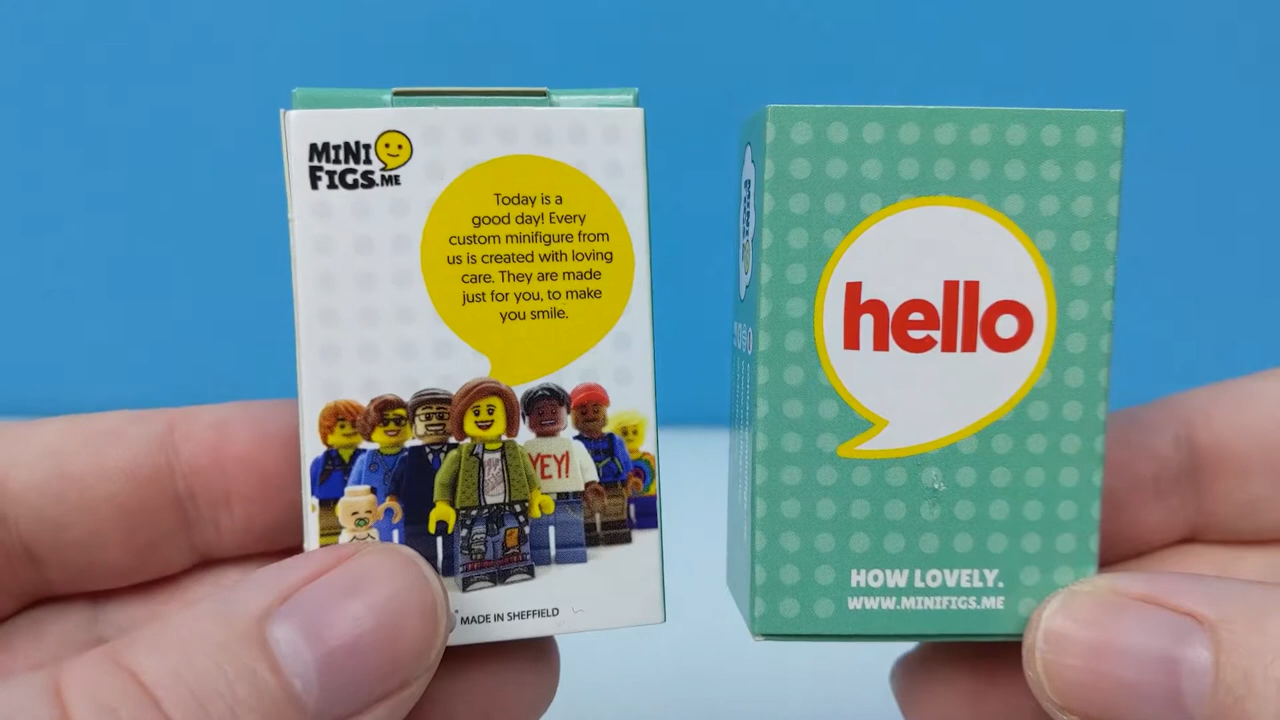 MINI
FIGS.ME
Today is a
good day! Every
custom minifigure from
us is created with loving
care. They are made
just for you, to make
you smile.
YEY!
MADE IN SHEFFIELD
hello
HOW LOVELY.
WWW.MINIFIGS.ME